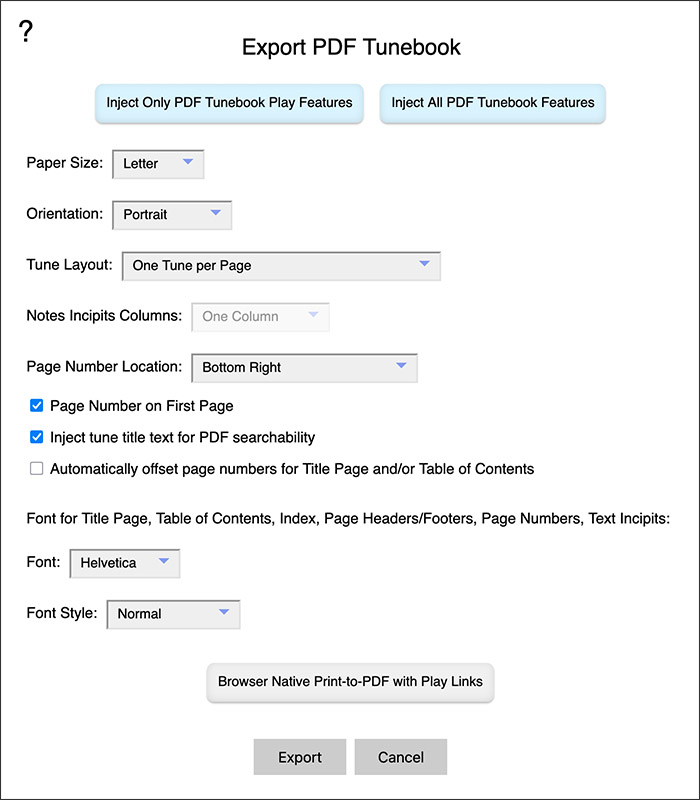 ?
Export PDF Tunebook
Inject Only PDF Tunebook Play Features Inject All PDF Tunebook Features
Paper Size: Letter
Orientation: Portrait
Tune Layout: One Tune per Page
Notes Incipits Columns: One Column
Page Number Location: Bottom Right
Page Number on First Page
Inject tune title text for PDF searchability
Automatically offset page numbers for Title Page and/or Table of Contents
Font for Title Page, Table of Contents, Index, Page Headers/Footers, Page Numbers, Text Incipits:
Font: Helvetica
Font Style: Normal
Browser Native Print-to-PDF with Play Links
Export Cancel